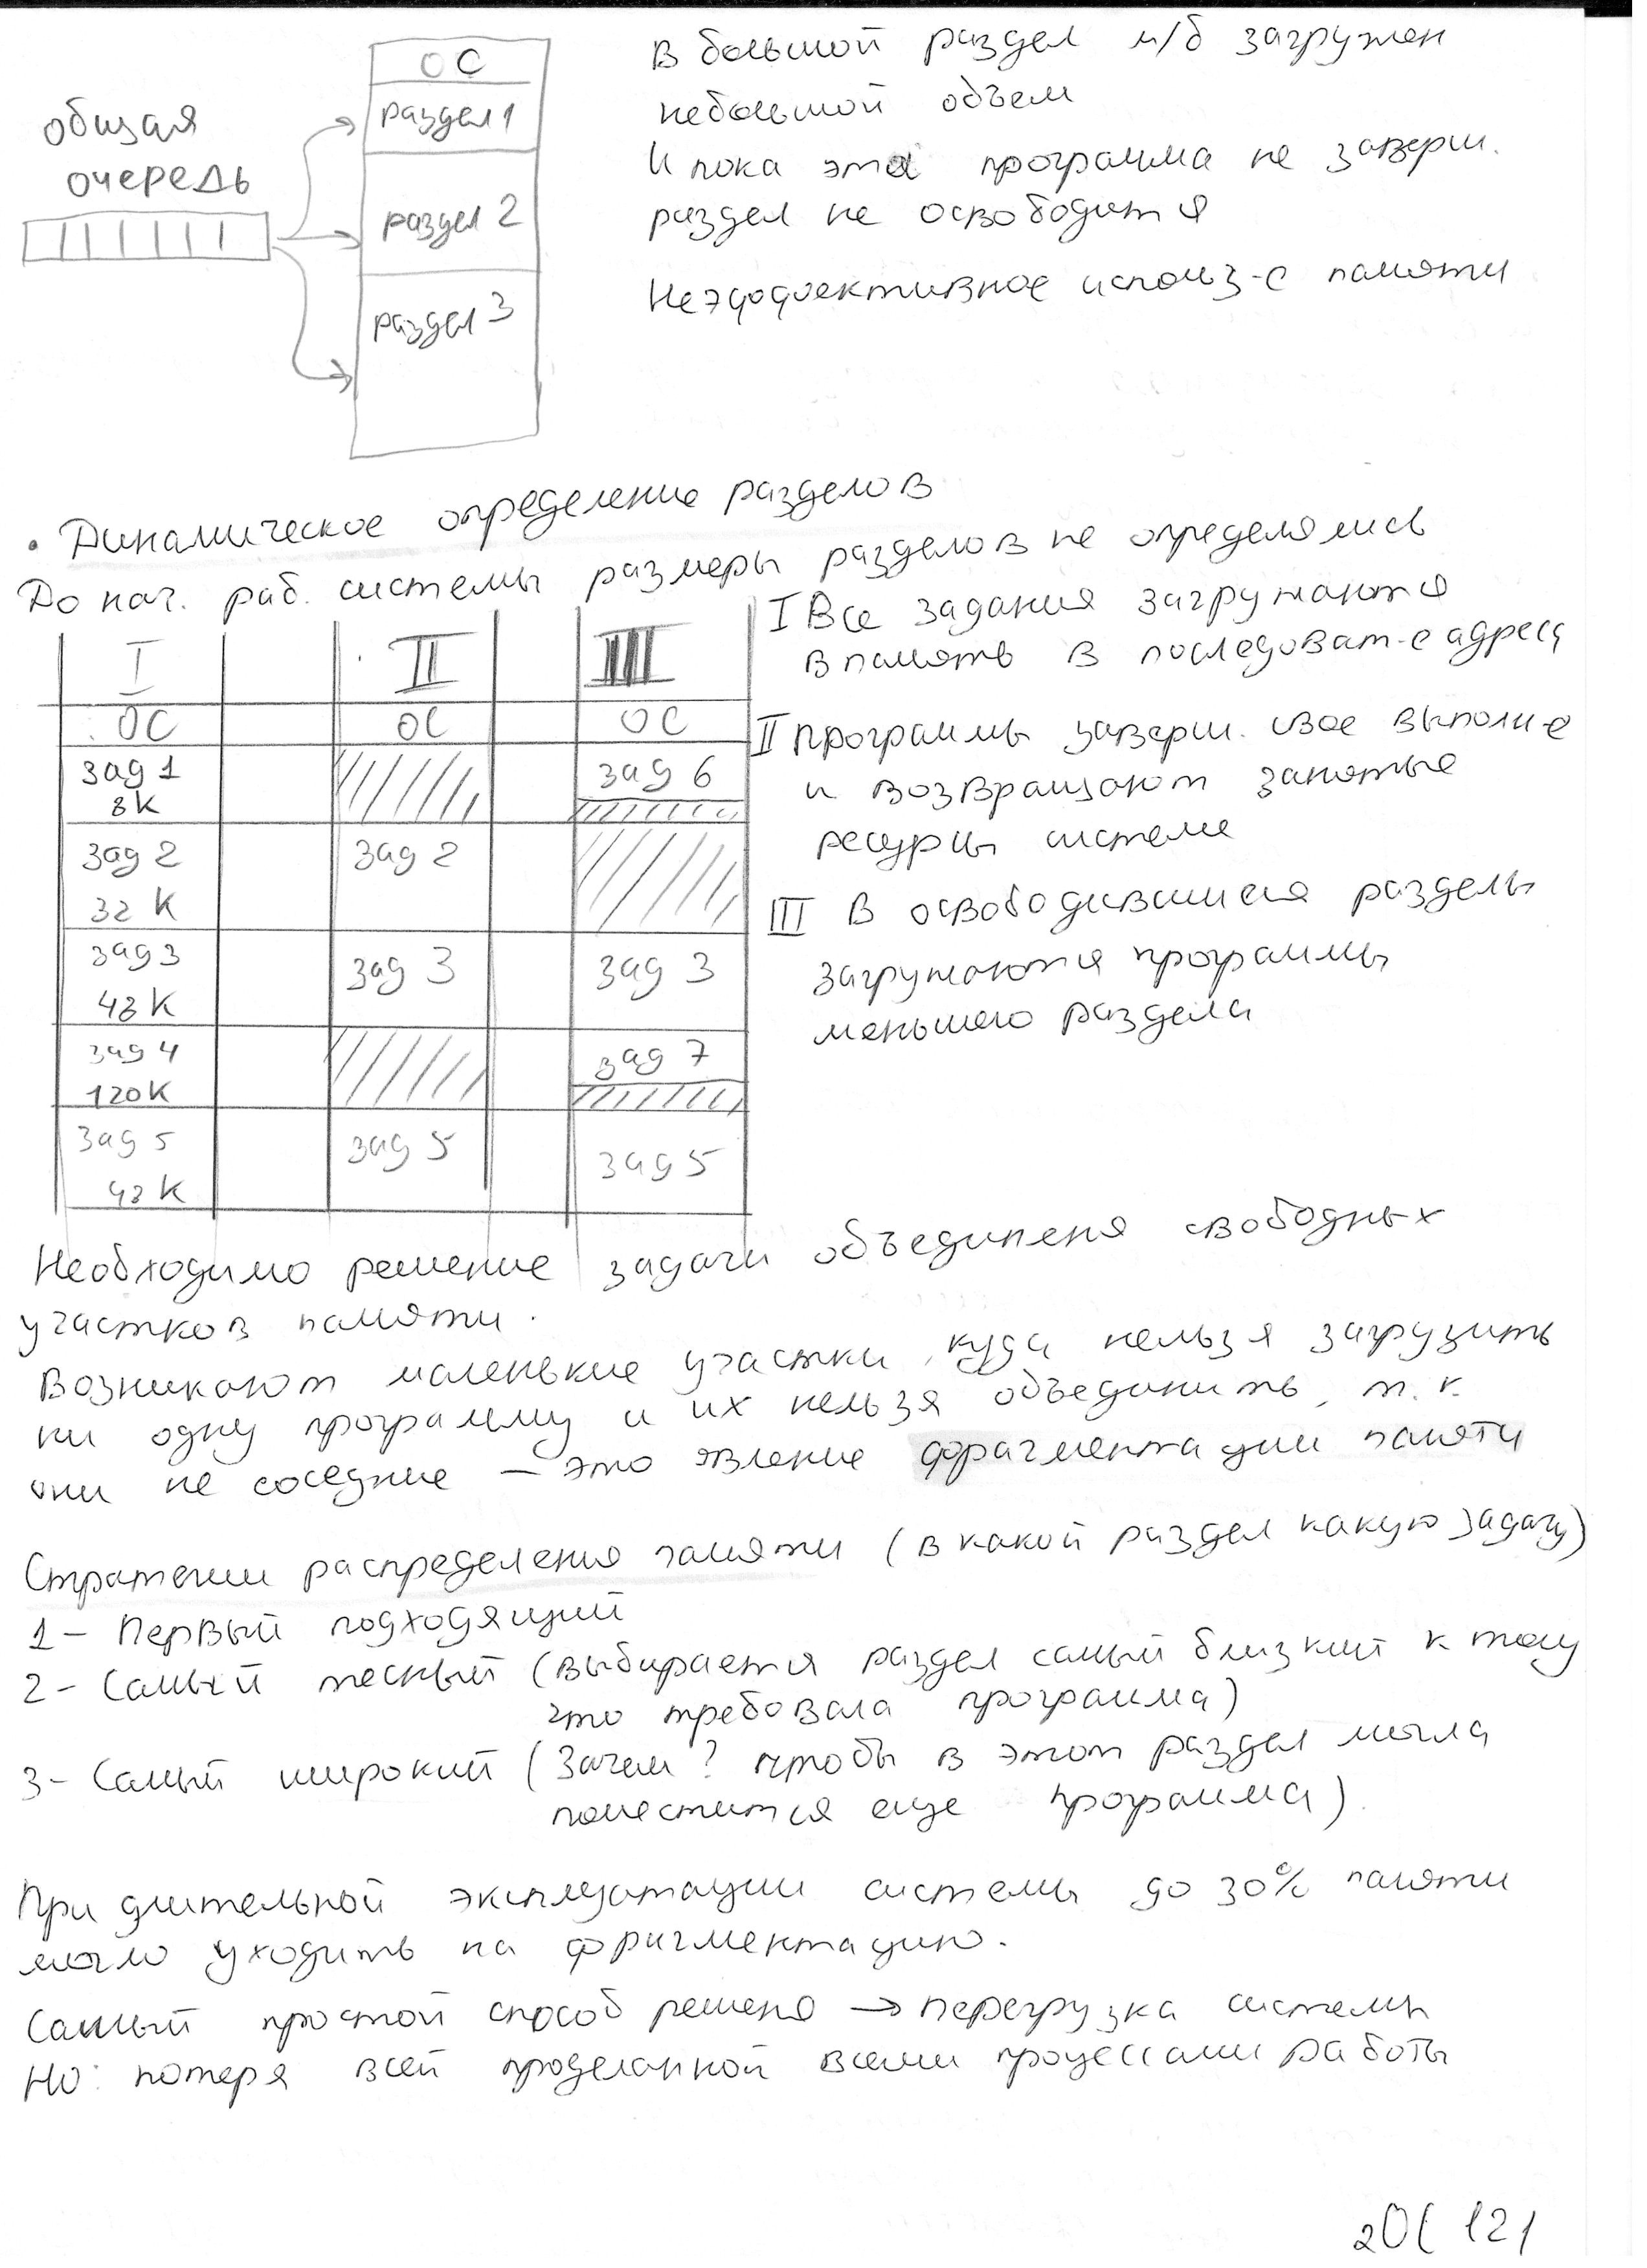 общая
очередь
ОС
раздел 1
раздел 2
раздел 3
В большой раздел м/б загружен
небольшой объем
И пока эта программа не заверш.
раздел не освободится
Неэффективное использ-е памяти
• Динамическое определение разделов
До нач. раб. системы размеры разделов не определялись
I II III
ОС ОС ОС
зад 1 зад 6
8К
зад 2 зад 2
32 К
зад 3 зад 3 зад 3
48 К
зад 4 зад 7
120К
зад 5 зад 5 зад 5
48 К
I Все задания загружаются
в память в последоват-е адреса
II Программы заверш. свое выполн-е
и возвращают занятые
ресурсы системе
III В освободившиеся разделы
загружаются программы
меньшего раздела
Необходимо решение задачи объединеня свободных
участков памяти.
Возникают маленькие участки, куда нельзя загрузить
ни одну программу и их нельзя объединить, т.к.
они не соседние — это явление фрагментации памяти
Стратегии распределения памяти (в какой раздел какую задачу)
1 - Первый подходящий
2 - Самый тесный (выбирается раздел самый близкий к тому
что требовала программа)
3 - Самый широкий (Зачем? чтобы в этот раздел могла
поместится еще программа)
При длительной эксплуатации системы до 30% памяти
могло уходить на фрагментацию.
Самый простой способ решеня → перегрузка системы
НО: потеря всей проделанной всеми процессами работы
2ОС 121